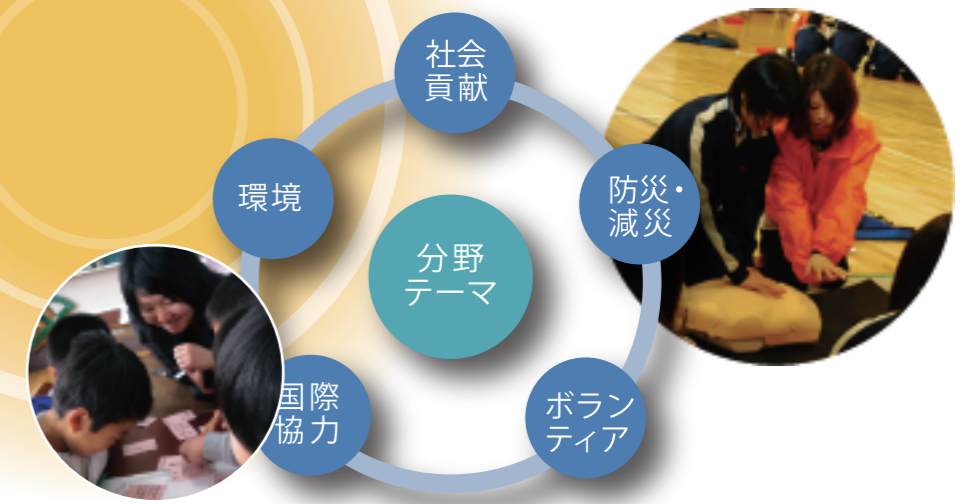 社会
貢献
環境
防災・
減災
分野
テーマ
国際
協力
ボラン
ティア